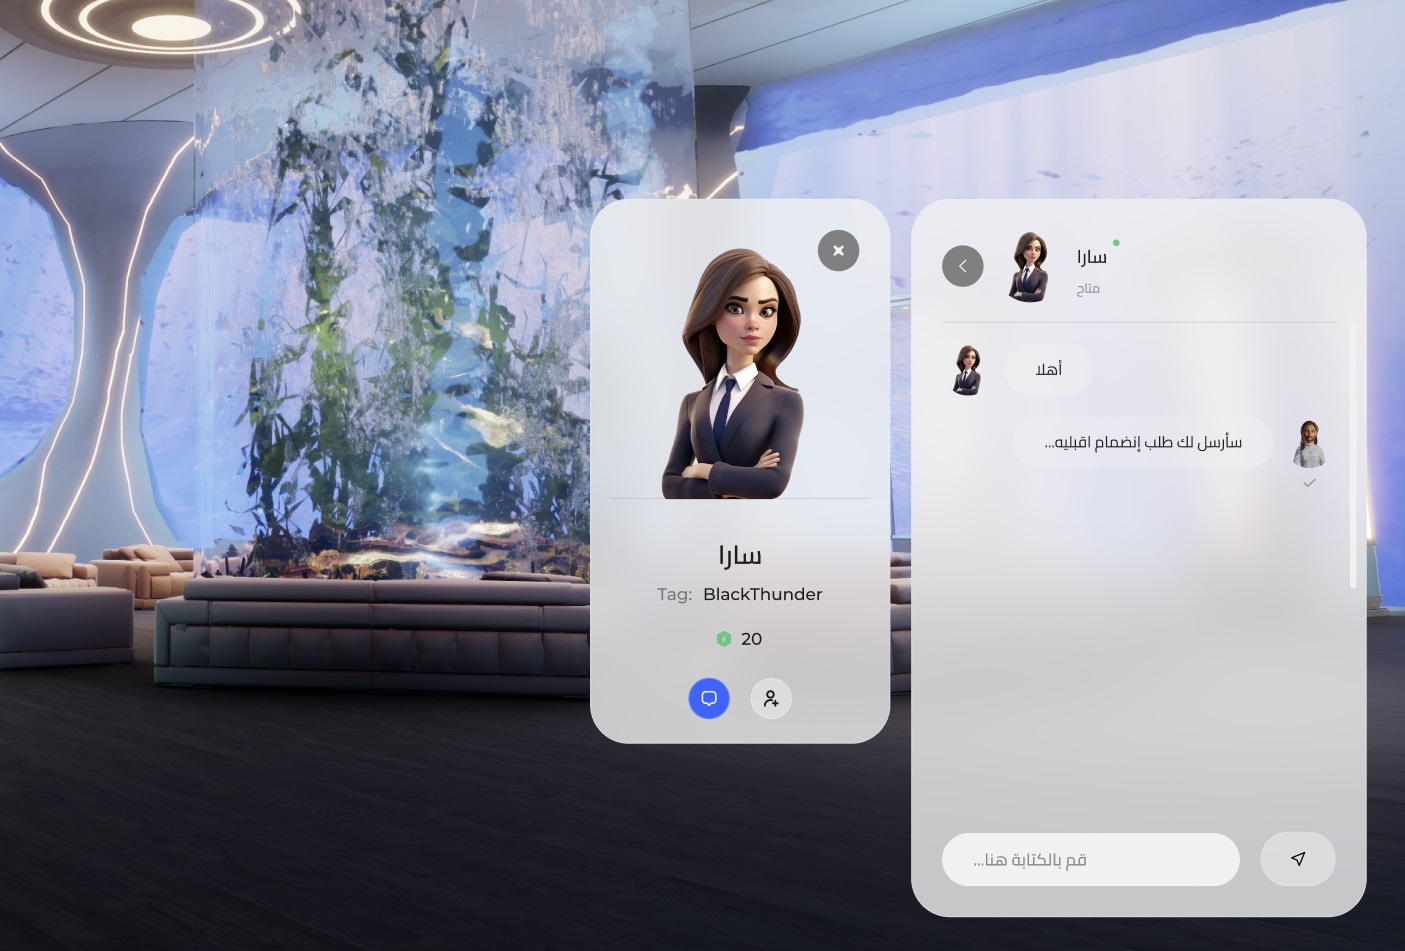 سارا
Tag: BlackThunder
20
سارا
متاح
أهلا
سأرسل لك طلب إنضمام اقبليه...
قم بالكتابة هنا...